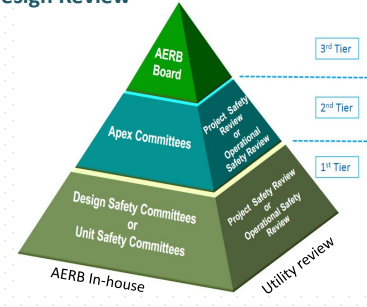 Design Review
AERB
Board
3rd Tier
Apex Committees
Project Safety
Review
or
Operational
Safety Review
2nd Tier
1st Tier
Design Safety Committees
or
Unit Safety Committees
Project Safety Review
or
Operational Safety
Review
AERB In-house
Utility review